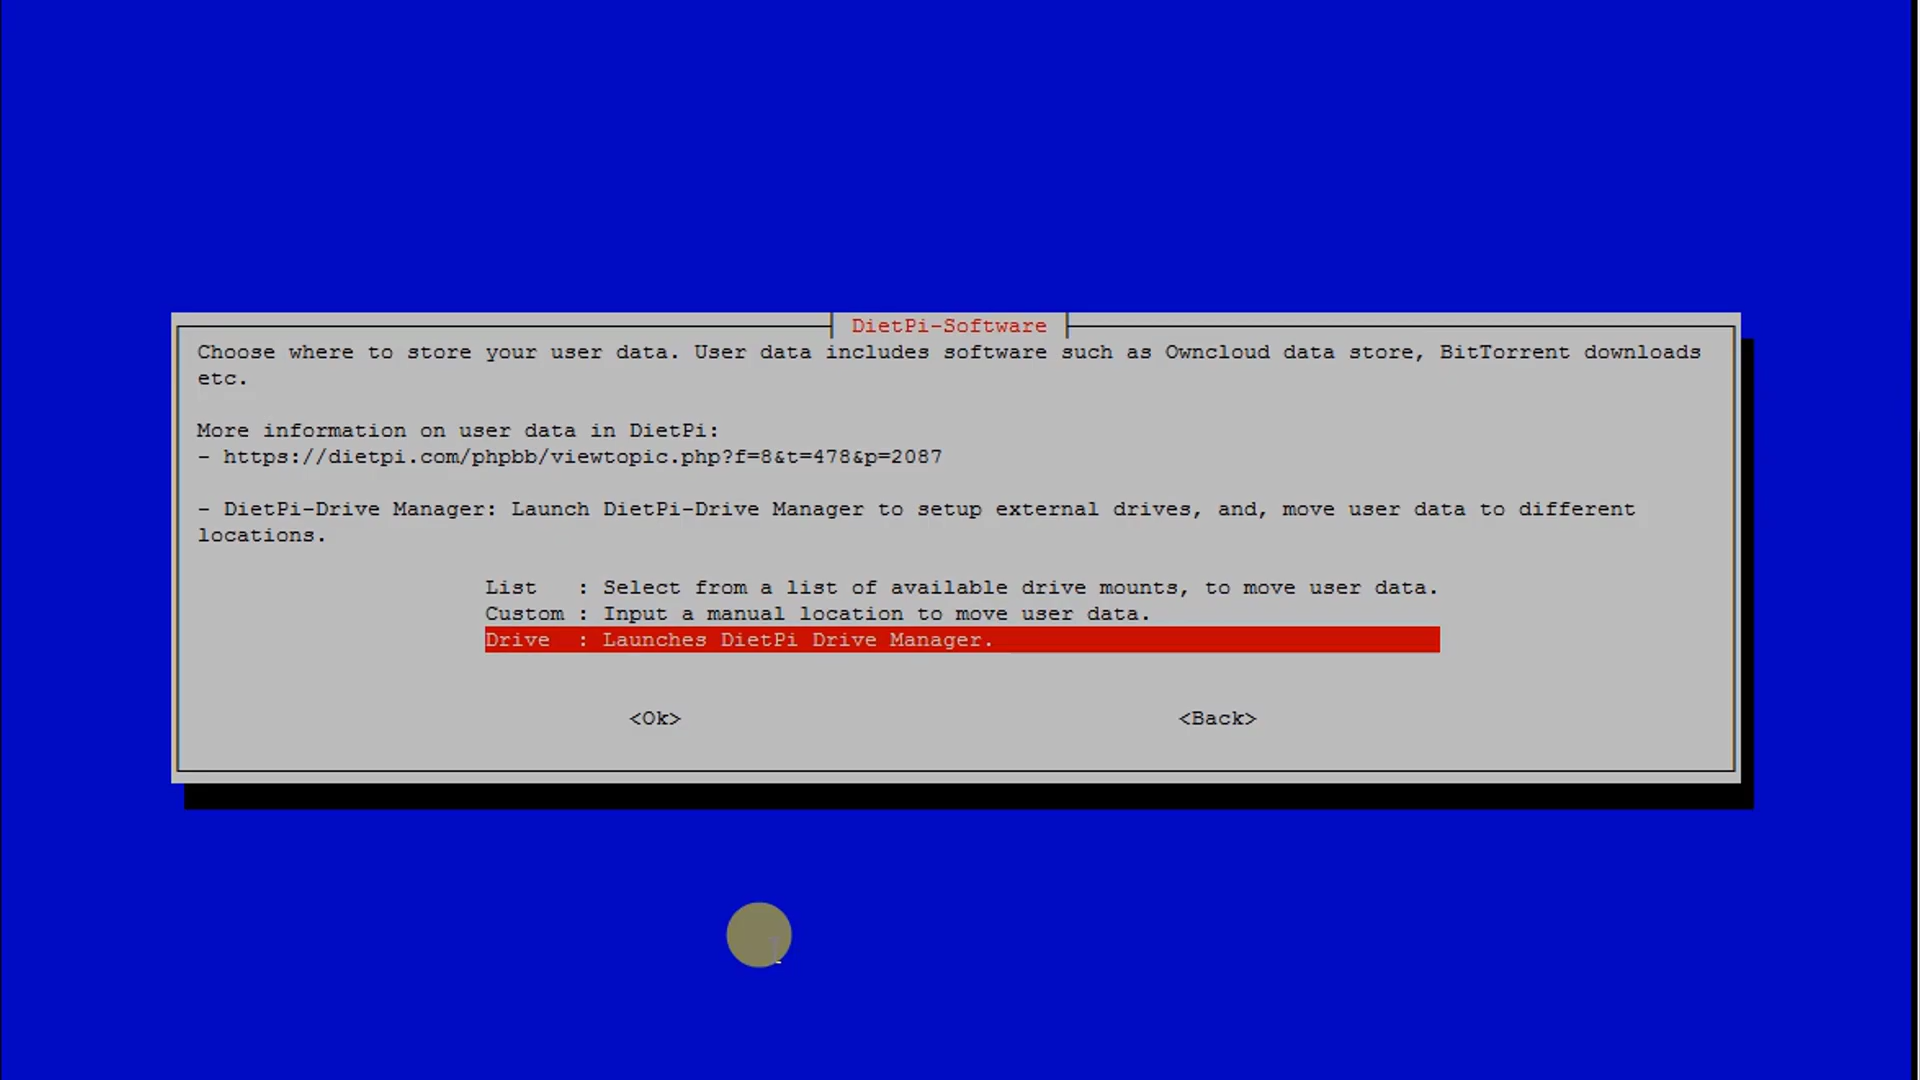 DietPi-Software
Choose where to store your user data. User data includes software such as Owncloud data store, BitTorrent downloads
etc.
More information on user data in DietPi:
- https://dietpi.com/phpbb/viewtopic.php?f=8&t=478&p=2087
- DietPi-Drive Manager: Launch DietPi-Drive Manager to setup external drives, and, move user data to different
locations.
List : Select from a list of available drive mounts, to move user data.
Custom : Input a manual location to move user data.
Drive : Launches DietPi Drive Manager.
<Ok> <Back>